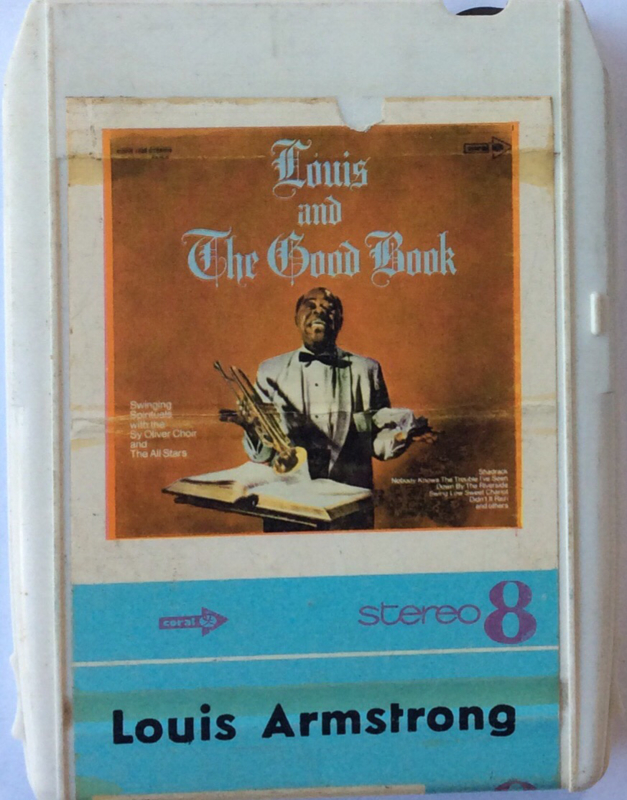 coral
Louis
and
The Good Book
Swinging
Spirituals
with the
Sy Oliver Choir
and
The All Stars
Shadrack
Nobody Knows The Trouble I've Seen
Down By The Riverside
Swing Low Sweet Chariot
Didn't It Rain
and others
coral
stereo 8
Louis Armstrong